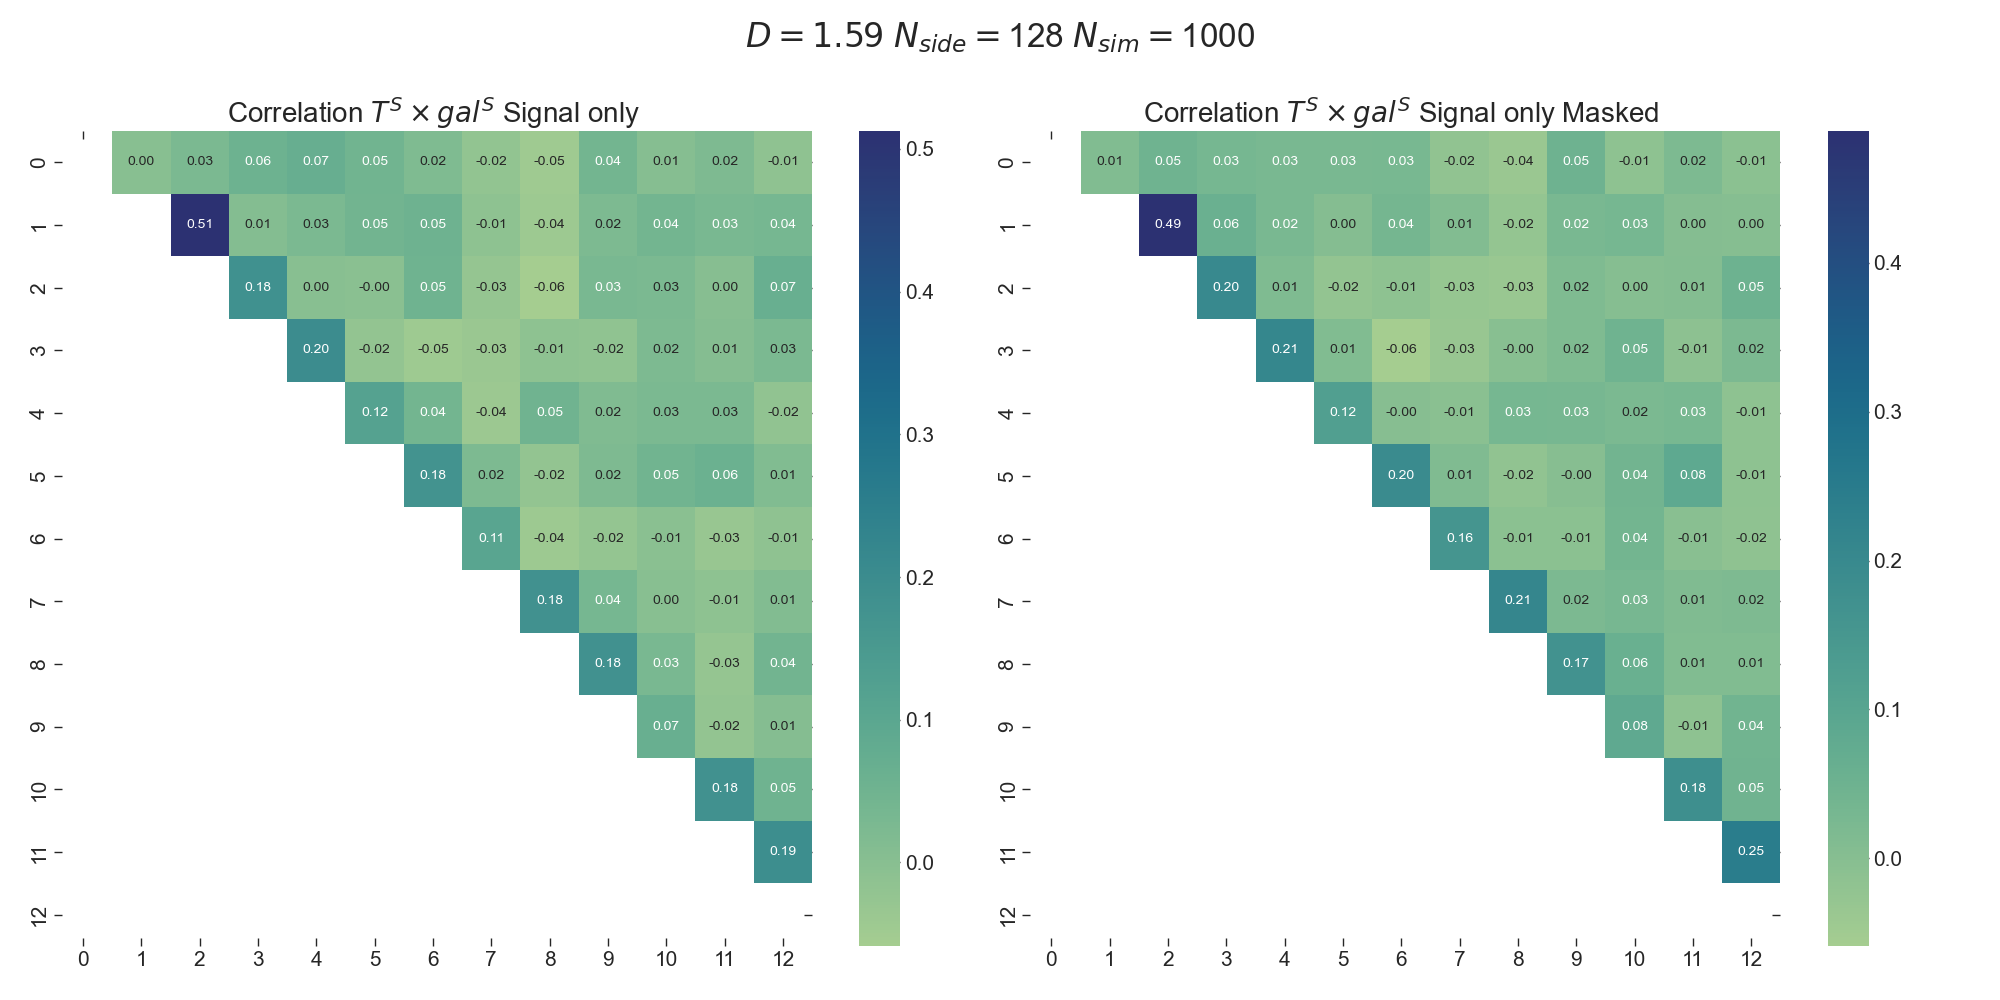 D = 1.59 N_side = 128 N_sim = 1000
Correlation T^S × gal^S Signal only
0 0.00 0.03 0.06 0.07 0.05 0.02 -0.02 -0.05 0.04 0.01 0.02 -0.01
1 0.51 0.01 0.03 0.05 0.05 -0.01 -0.04 0.02 0.04 0.03 0.04
2 0.18 0.00 -0.00 0.05 -0.03 -0.06 0.03 0.03 0.00 0.07
3 0.20 -0.02 -0.05 -0.03 -0.01 -0.02 0.02 0.01 0.03
4 0.12 0.04 -0.04 0.05 0.02 0.03 0.03 -0.02
5 0.18 0.02 -0.02 0.02 0.05 0.06 0.01
6 0.11 -0.04 -0.02 -0.01 -0.03 -0.01
7 0.18 0.04 0.00 -0.01 0.01
8 0.18 0.03 -0.03 0.04
9 0.07 -0.02 0.01
10 0.18 0.05
11 0.19
12
0 1 2 3 4 5 6 7 8 9 10 11 12
0.5
0.4
0.3
0.2
0.1
0.0
Correlation T^S × gal^S Signal only Masked
0 0.01 0.05 0.03 0.03 0.03 0.03 -0.02 -0.04 0.05 -0.01 0.02 -0.01
1 0.49 0.06 0.02 0.00 0.04 0.01 -0.02 0.02 0.03 0.00 0.00
2 0.20 0.01 -0.02 -0.01 -0.03 -0.03 0.02 0.00 0.01 0.05
3 0.21 0.01 -0.06 -0.03 -0.00 0.02 0.05 -0.01 0.02
4 0.12 -0.00 -0.01 0.03 0.03 0.02 0.03 -0.01
5 0.20 0.01 -0.02 -0.00 0.04 0.08 -0.01
6 0.16 -0.01 -0.01 0.04 -0.01 -0.02
7 0.21 0.02 0.03 0.01 0.02
8 0.17 0.06 0.01 0.01
9 0.08 -0.01 0.04
10 0.18 0.05
11 0.25
12
0 1 2 3 4 5 6 7 8 9 10 11 12
0.4
0.3
0.2
0.1
0.0